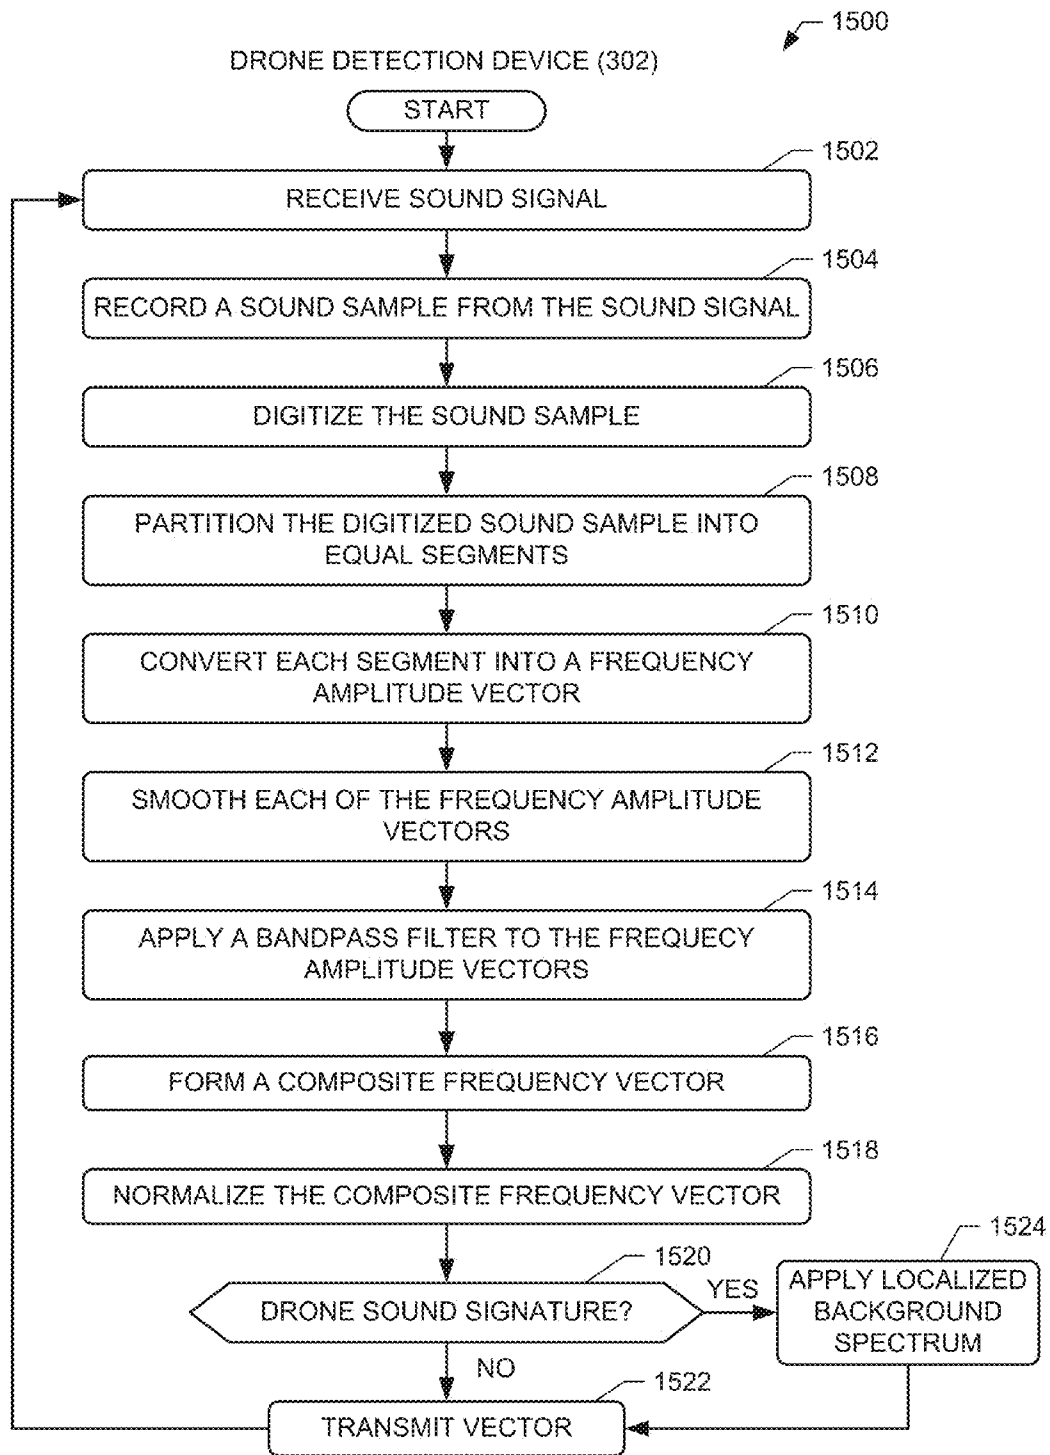 1500
DRONE DETECTION DEVICE (302)
START
1502
RECEIVE SOUND SIGNAL
1504
RECORD A SOUND SAMPLE FROM THE SOUND SIGNAL
1506
DIGITIZE THE SOUND SAMPLE
1508
PARTITION THE DIGITIZED SOUND SAMPLE INTO
EQUAL SEGMENTS
1510
CONVERT EACH SEGMENT INTO A FREQUENCY
AMPLITUDE VECTOR
1512
SMOOTH EACH OF THE FREQUENCY AMPLITUDE
VECTORS
1514
APPLY A BANDPASS FILTER TO THE FREQUECY
AMPLITUDE VECTORS
1516
FORM A COMPOSITE FREQUENCY VECTOR
1518
NORMALIZE THE COMPOSITE FREQUENCY VECTOR
1520
DRONE SOUND SIGNATURE?
YES
1524
APPLY LOCALIZED
BACKGROUND
SPECTRUM
NO
1522
TRANSMIT VECTOR